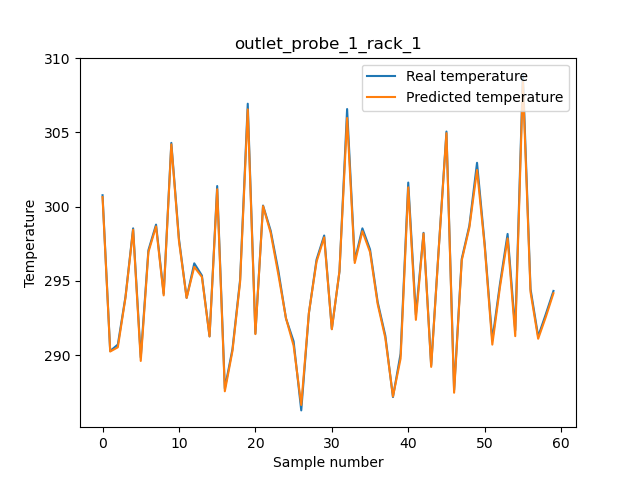 outlet_probe_1_rack_1
310
305
300
295
290
Temperature
Real temperature
Predicted temperature
0 10 20 30 40 50 60
Sample number